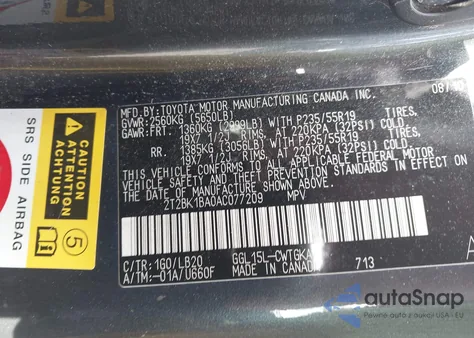 MFD.BY:TOYOTA MOTOR MANUFACTURING CANADA INC. 08/10
GVWR:2560KG (5650LB)
GAWR:FRT. 1360KG (2999LB) WITH P235/55R19 TIRES,
19X7 1/2J RIMS, AT 220KPA (32PSI) COLD.
RR. 1385KG (3056LB) WITH P235/55R19 TIRES,
19X7 1/2J RIMS, AT 220KPA (32PSI) COLD.
THIS VEHICLE CONFORMS TO ALL APPLICABLE FEDERAL MOTOR
VEHICLE SAFETY AND THEFT PREVENTION STANDARDS IN EFFECT ON
THE DATE OF MANUFACTURE SHOWN ABOVE.
2T2BK1BA0AC077209 MPV
C/TR:1G0/LB20 GGL15L-CWTGKA
A/TM:-01A/U660F MADE IN CANADA 713
SRS SIDE AIRBAG
CAUTION
ATTENTION
ACHTUNG
5
autoSnap